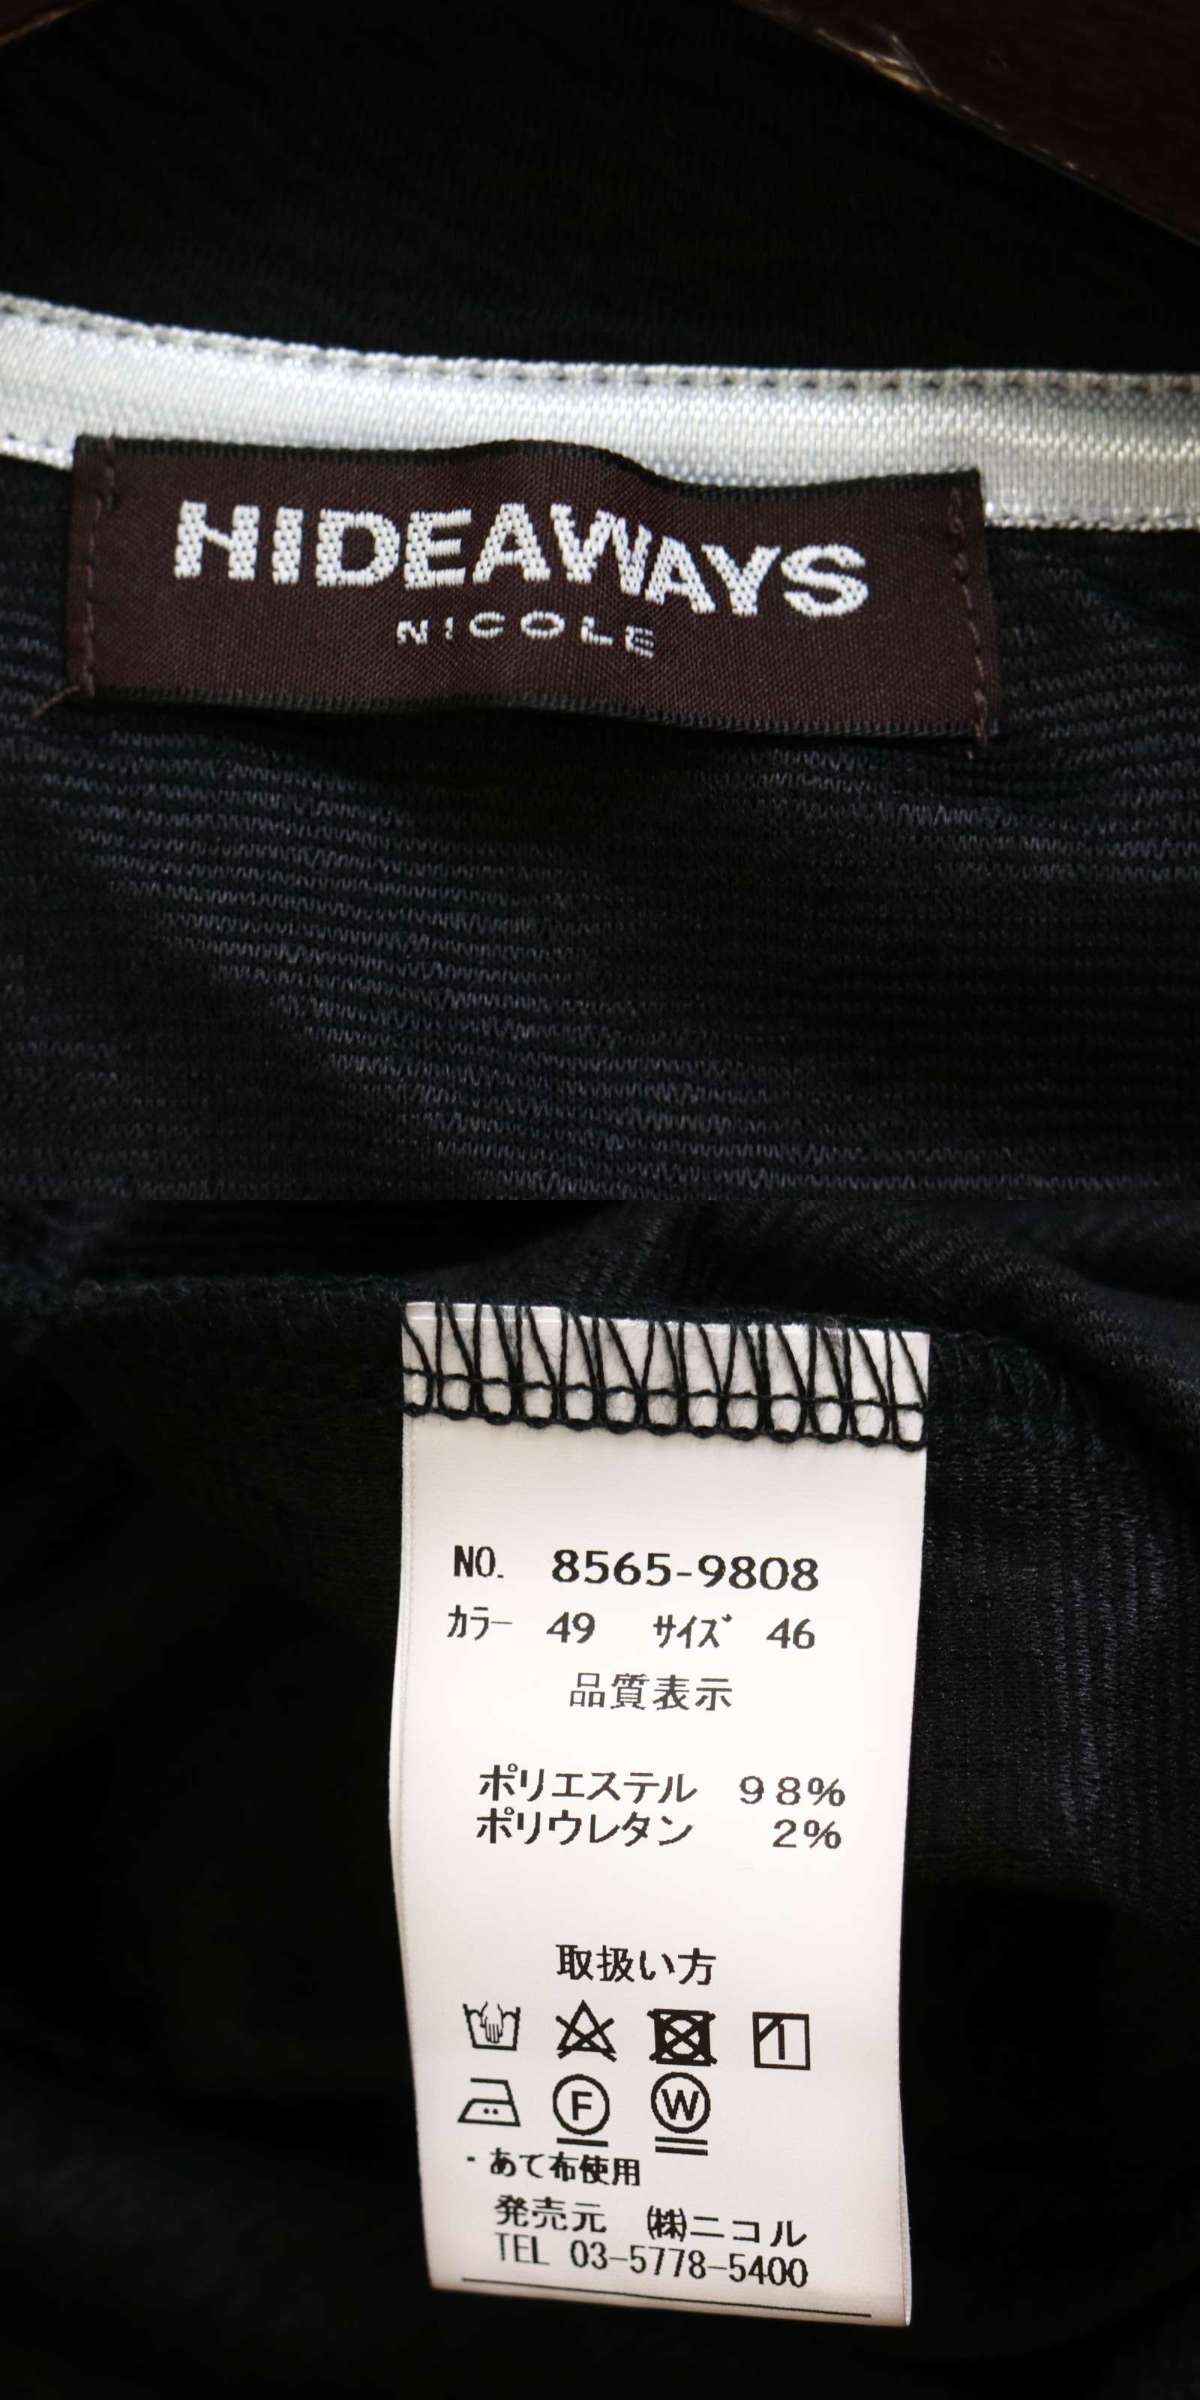 HIDEAWAYS
NICOLE
NO. 8565-9808
カラー 49 サイズ 46
品質表示
ポリエステル 98%
ポリウレタン 2%
取扱い方
F W
・あて布使用
発売元 ㈱ニコル
TEL 03-5778-5400